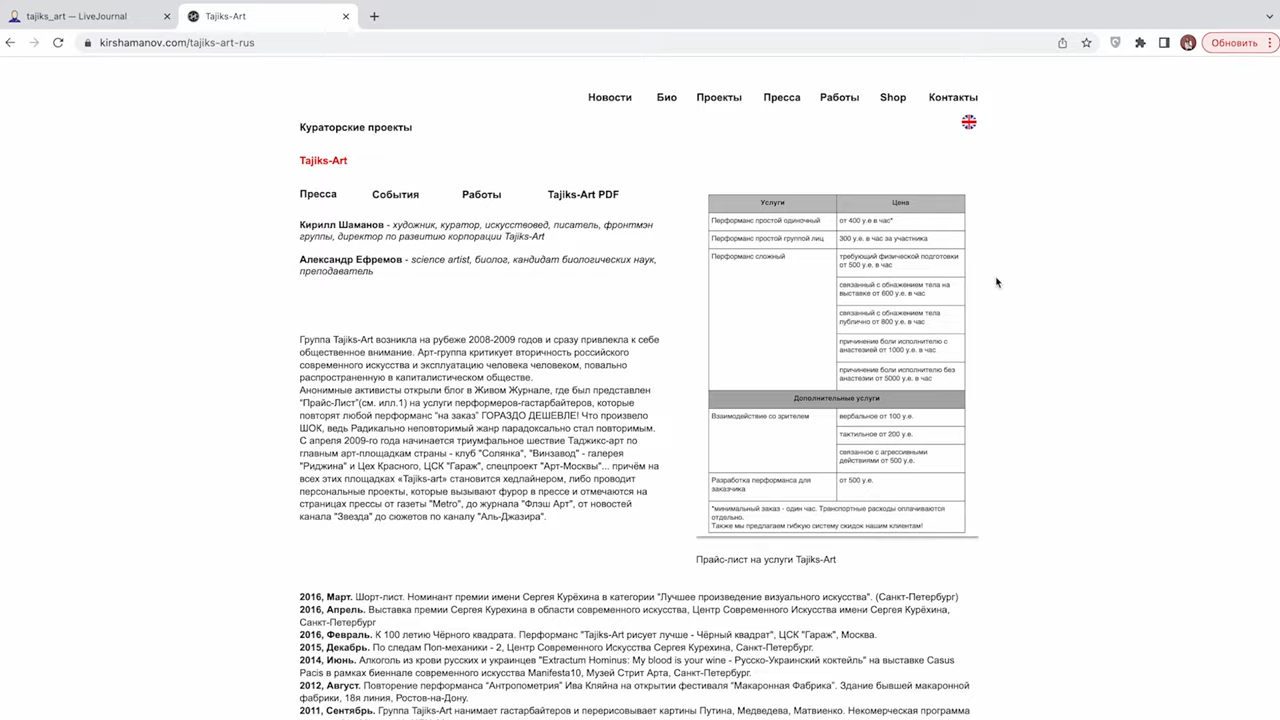 tajiks_art — LiveJournal
Tajiks-Art
kirshamanov.com/tajiks-art-rus
Обновить
Новости Био Проекты Пресса Работы Shop Контакты
Кураторские проекты
Tajiks-Art
Пресса События Работы Tajiks-Art PDF
Кирилл Шаманов - художник, куратор, искусствовед, писатель, фронтмэн
группы, директор по развитию корпорации Tajiks-Art
Александр Ефремов - science artist, биолог, кандидат биологических наук,
преподаватель
Группа Tajiks-Art возникла на рубеже 2008-2009 годов и сразу привлекла к себе
общественное внимание. Арт-группа критикует вторичность российского
современного искусства и эксплуатацию человека человеком, повально
распространенную в капиталистическом обществе.
Анонимные активисты открыли блог в Живом Журнале, где был представлен
"Прайс-Лист"(см. илл.1) на услуги перформеров-гастарбайтеров, которые
повторят любой перформанс "на заказ" ГОРАЗДО ДЕШЕВЛЕ! Что произвело
ШОК, ведь Радикально неповторимый жанр парадоксально стал повторимым.
С апреля 2009-го года начинается триумфальное шествие Таджикс-арт по
главным арт-площадкам страны - клуб "Солянка", "Винзавод" - галерея
"Риджина" и Цех Красного, ЦСК "Гараж", спецпроект "Арт-Москвы"... причём на
всех этих площадках «Tajiks-art» становится хедлайнером, либо проводит
персональные проекты, которые вызывают фурор в прессе и отмечаются на
страницах прессы от газеты "Metro", до журнала "Флэш Арт", от новостей
канала "Звезда" до сюжетов по каналу "Аль-Джазира".
Услуги Цена
Перформанс простой одиночный от 400 у.е в час*
Перформанс простой группой лиц 300 у.е. в час за участника
Перформанс сложный требующий физической подготовки
от 500 у.е. в час
связанный с обнажением тела на
выставке от 600 у.е. в час
связанный с обнажением тела
публично от 800 у.е. в час
причинение боли исполнителю с
анестезией от 1000 у.е. в час
причинение боли исполнителю без
анестезии от 5000 у.е. в час
Дополнительные услуги
Взаимодействие со зрителем вербальное от 100 у.е.
тактильное от 200 у.е.
связанное с агрессивными
действиями от 500 у.е.
Разработка перформанса для от 500 у.е.
заказчика
*минимальный заказ - один час. Транспортные расходы оплачиваются
отдельно.
Также мы предлагаем гибкую систему скидок нашим клиентам!
Прайс-лист на услуги Tajiks-Art
2016, Март. Шорт-лист. Номинант премии имени Сергея Курёхина в категории "Лучшее произведение визуального искусства". (Санкт-Петербург)
2016, Апрель. Выставка премии Сергея Курехина в области современного искусства, Центр Современного Искусства имени Сергея Курёхина,
Санкт-Петербург
2016, Февраль. К 100 летию Чёрного квадрата. Перформанс "Tajiks-Art рисует лучше - Чёрный квадрат", ЦСК "Гараж", Москва.
2015, Декабрь. По следам Поп-механики - 2, Центр Современного Искусства Сергея Курехина, Санкт-Петербург.
2014, Июнь. Алкоголь из крови русских и украинцев "Extractum Hominus: My blood is your wine - Русско-Украинский коктейль" на выставке Casus
Pacis в рамках биеннале современного искусства Manifesta10, Музей Стрит Арта, Санкт-Петербург.
2012, Август. Повторение перформанса "Антропометрия" Ива Кляйна на открытии фестиваля "Макаронная Фабрика". Здание бывшей макаронной
фабрики, 18я линия, Ростов-на-Дону.
2011, Сентябрь. Группа Tajiks-Art нанимает гастарбайтеров и перерисовывает картины Путина, Медведева, Матвиенко. Некоммерческая программа